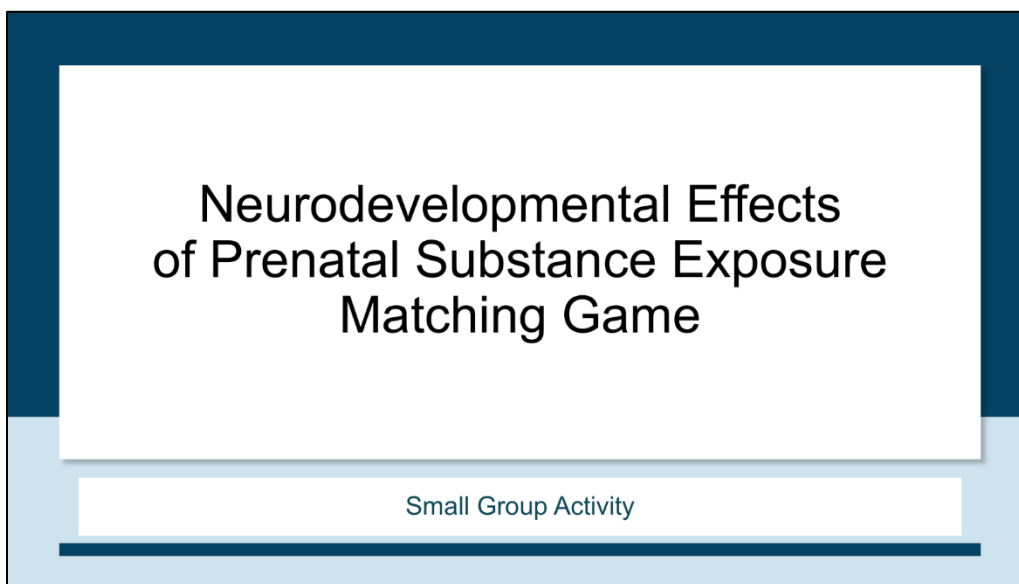 Neurodevelopmental Effects
of Prenatal Substance Exposure
Matching Game
Small Group Activity